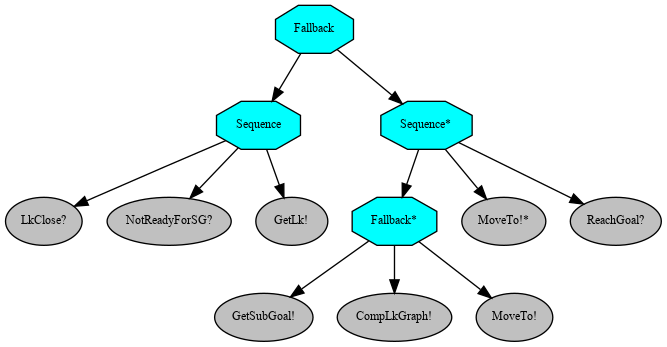 Fallback
Sequence
Sequence*
LkClose?
NotReadyForSG?
GetLk!
Fallback*
MoveTo!*
ReachGoal?
GetSubGoal!
CompLkGraph!
MoveTo!